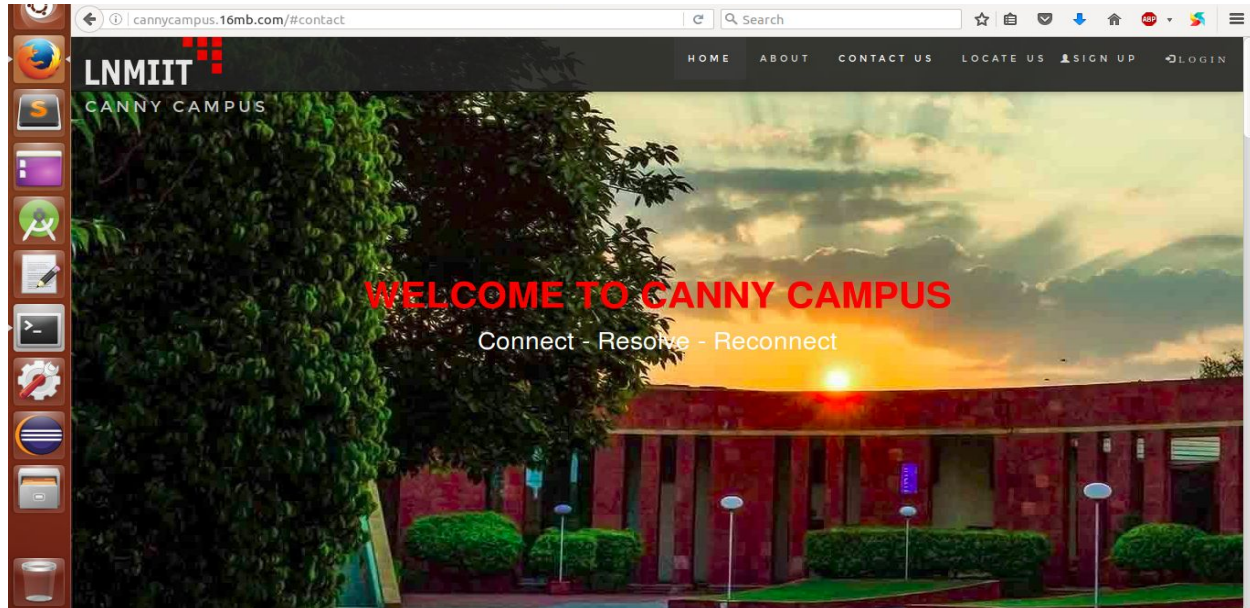 cannycampus.16mb.com/#contact
Search
ABP
LNMIIT
CANNY CAMPUS
HOME ABOUT CONTACT US LOCATE US SIGN UP LOGIN
WELCOME TO CANNY CAMPUS
Connect - Resolve - Reconnect